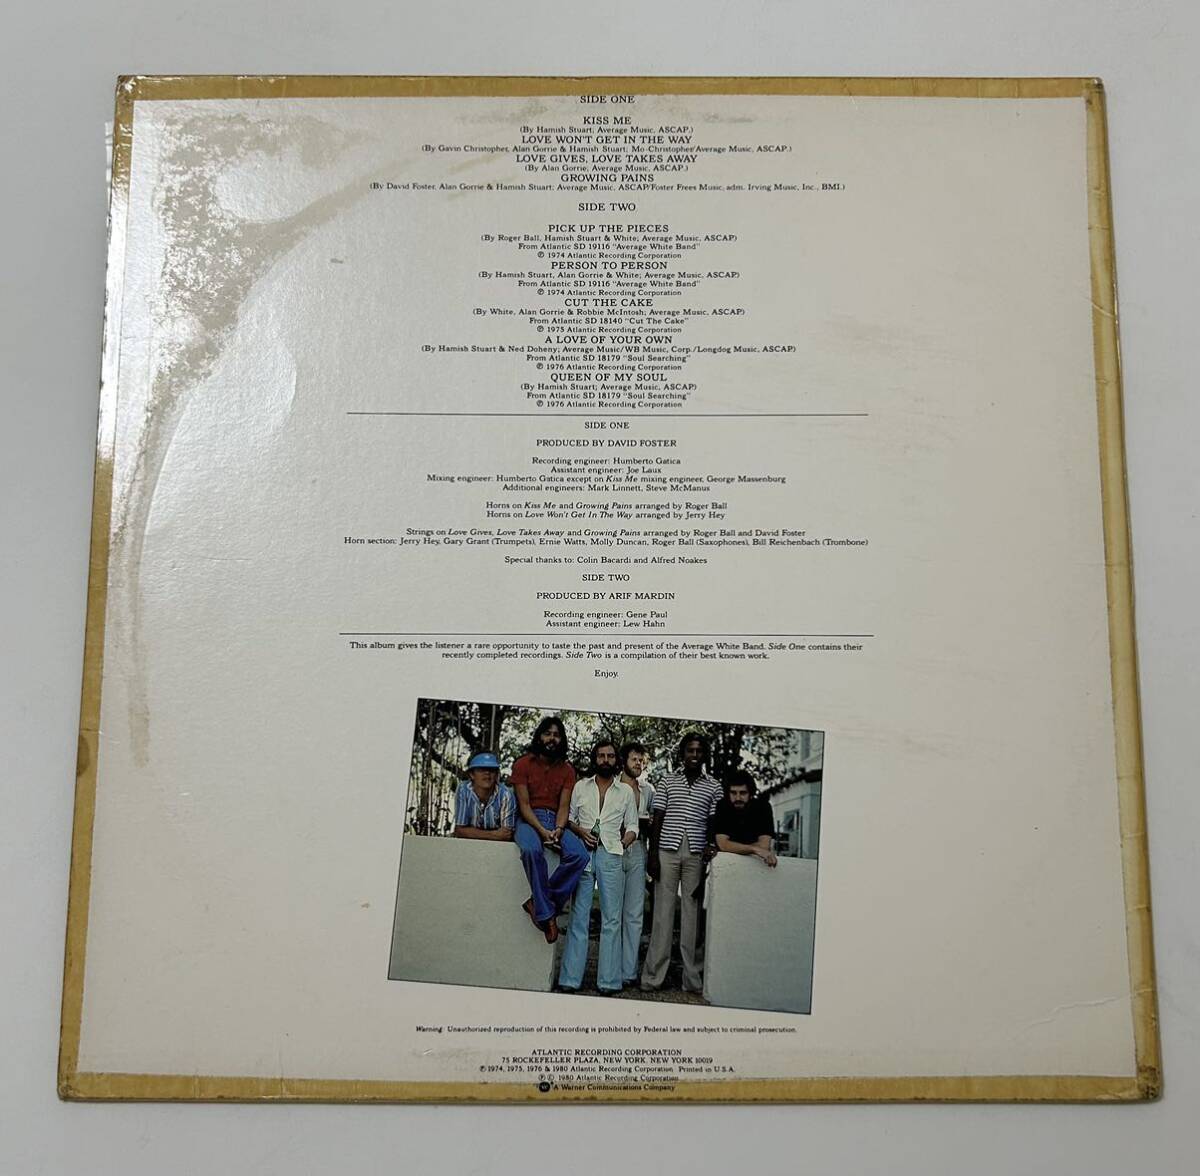 SIDE ONE
KISS ME
(By Hamish Stuart; Average Music, ASCAP.)
LOVE WON'T GET IN THE WAY
(By Gavin Christopher, Alan Gorrie & Hamish Stuart; Mo-Christopher/Average Music, ASCAP.)
LOVE GIVES, LOVE TAKES AWAY
(By Alan Gorrie; Average Music, ASCAP.)
GROWING PAINS
(By David Foster, Alan Gorrie & Hamish Stuart; Average Music, ASCAP/Foster Frees Music, adm. Irving Music, Inc., BMI.)
SIDE TWO
PICK UP THE PIECES
(By Roger Ball, Hamish Stuart & White; Average Music, ASCAP)
From Atlantic SD 19116 "Average White Band"
℗ 1974 Atlantic Recording Corporation
PERSON TO PERSON
(By Hamish Stuart, Alan Gorrie & White; Average Music, ASCAP)
From Atlantic SD 19116 "Average White Band"
℗ 1974 Atlantic Recording Corporation
CUT THE CAKE
(By White, Alan Gorrie & Robbie McIntosh; Average Music, ASCAP)
From Atlantic SD 18140 "Cut The Cake"
℗ 1975 Atlantic Recording Corporation
A LOVE OF YOUR OWN
(By Hamish Stuart & Ned Doheny; Average Music/WB Music, Corp./Longdog Music, ASCAP)
From Atlantic SD 18179 "Soul Searching"
℗ 1976 Atlantic Recording Corporation
QUEEN OF MY SOUL
(By Hamish Stuart; Average Music, ASCAP)
From Atlantic SD 18179 "Soul Searching"
℗ 1976 Atlantic Recording Corporation
SIDE ONE
PRODUCED BY DAVID FOSTER
Recording engineer: Humberto Gatica
Assistant engineer: Joe Laux
Mixing engineer: Humberto Gatica except on Kiss Me mixing engineer, George Massenburg
Additional engineers: Mark Linnett, Steve McManus
Horns on Kiss Me and Growing Pains arranged by Roger Ball
Horns on Love Won't Get In The Way arranged by Jerry Hey
Strings on Love Gives, Love Takes Away and Growing Pains arranged by Roger Ball and David Foster
Horn section: Jerry Hey, Gary Grant (Trumpets), Ernie Watts, Molly Duncan, Roger Ball (Saxophones), Bill Reichenbach (Trombone)
Special thanks to: Colin Bacardi and Alfred Noakes
SIDE TWO
PRODUCED BY ARIF MARDIN
Recording engineer: Gene Paul
Assistant engineer: Lew Hahn
This album gives the listener a rare opportunity to taste the past and present of the Average White Band. Side One contains their
recently completed recordings. Side Two is a compilation of their best known work.
Enjoy.
Warning: Unauthorized reproduction of this recording is prohibited by Federal law and subject to criminal prosecution.
ATLANTIC RECORDING CORPORATION
75 ROCKEFELLER PLAZA, NEW YORK, NEW YORK 10019
℗ 1974, 1975, 1976 & 1980 Atlantic Recording Corporation Printed in U.S.A.
℗ © 1980 Atlantic Recording Corporation
A Warner Communications Company